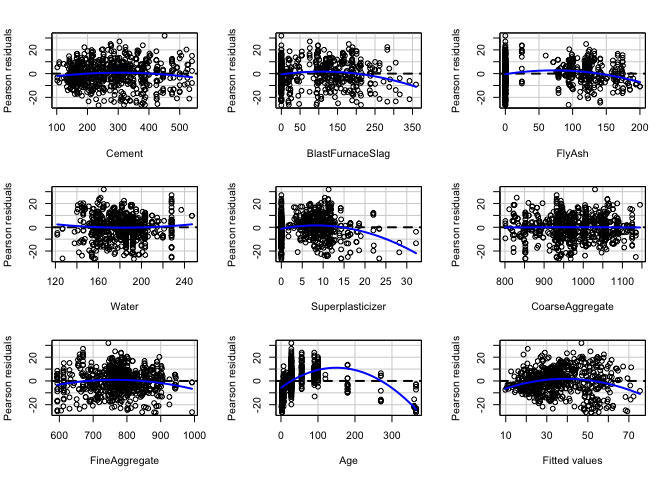 Pearson residuals
-20 0 20
100 200 300 400 500
Cement
Pearson residuals
-20 0 20
0 50 150 250 350
BlastFurnaceSlag
Pearson residuals
-20 0 20
0 50 100 150 200
FlyAsh
Pearson residuals
-20 0 20
120 160 200 240
Water
Pearson residuals
-20 0 20
0 5 10 15 20 25 30
Superplasticizer
Pearson residuals
-20 0 20
800 900 1000 1100
CoarseAggregate
Pearson residuals
-20 0 20
600 700 800 900 1000
FineAggregate
Pearson residuals
-20 0 20
0 100 200 300
Age
Pearson residuals
-20 0 20
10 30 50 70
Fitted values